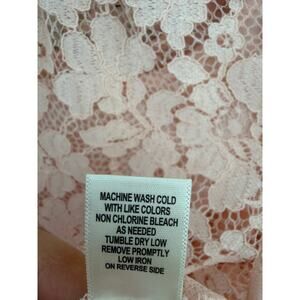 MACHINE WASH COLD
WITH LIKE COLORS
NON CHLORINE BLEACH
AS NEEDED
TUMBLE DRY LOW
REMOVE PROMPTLY
LOW IRON
ON REVERSE SIDE